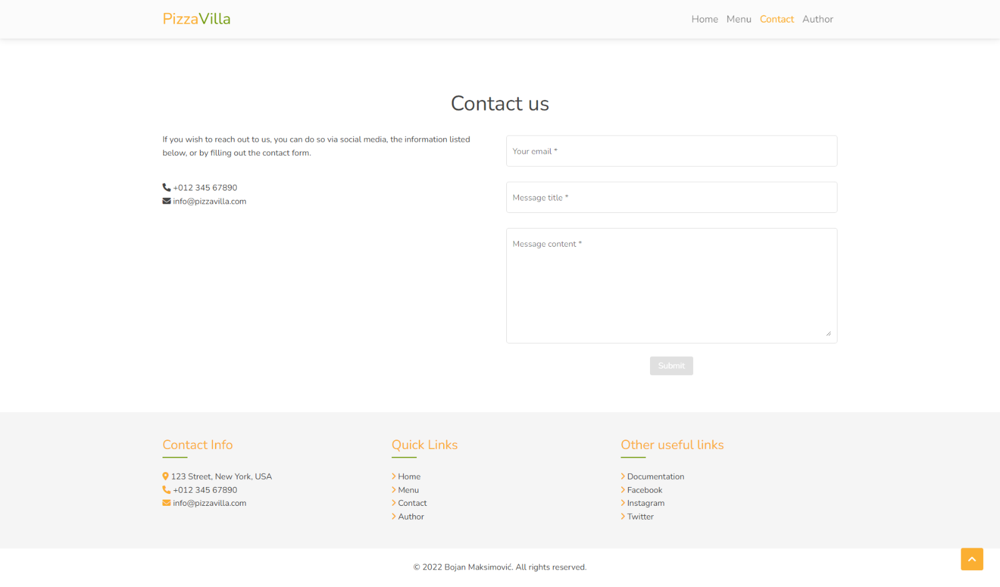 PizzaVilla
Home Menu Contact Author
Contact us
If you wish to reach out to us, you can do so via social media, the information listed
below, or by filling out the contact form.
+012 345 67890
info@pizzavilla.com
Your email *
Message title *
Message content *
Submit
Contact Info
123 Street, New York, USA
+012 345 67890
info@pizzavilla.com
Quick Links
Home
Menu
Contact
Author
Other useful links
Documentation
Facebook
Instagram
Twitter
© 2022 Bojan Maksimović. All rights reserved.